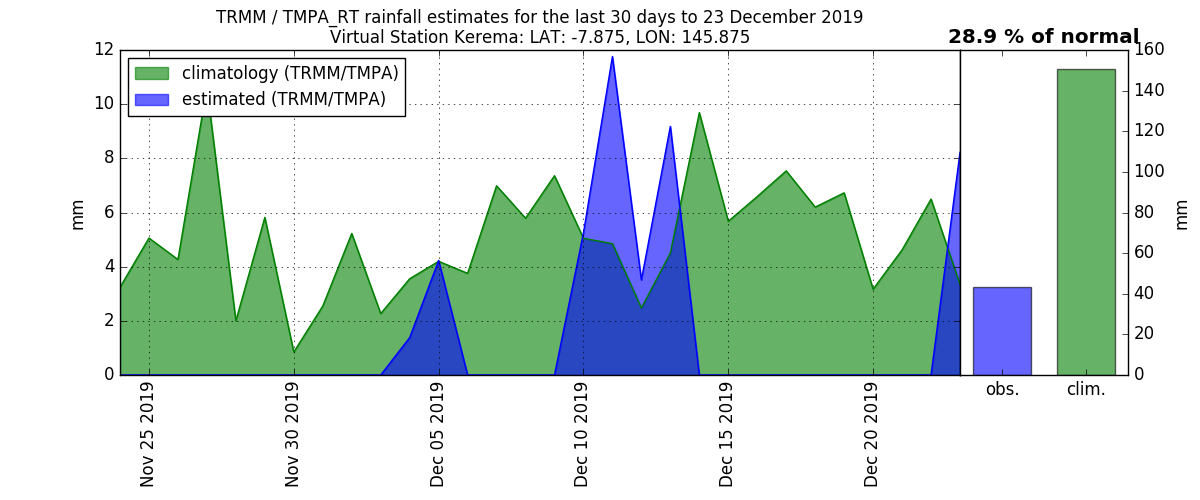 TRMM / TMPA_RT rainfall estimates for the last 30 days to 23 December 2019
Virtual Station Kerema: LAT: -7.875, LON: 145.875
28.9 % of normal
climatology (TRMM/TMPA)
estimated (TRMM/TMPA)
12
10
8
6
4
2
0
mm
Nov 25 2019
Nov 30 2019
Dec 05 2019
Dec 10 2019
Dec 15 2019
Dec 20 2019
160
140
120
100
80
60
40
20
0
mm
obs.
clim.